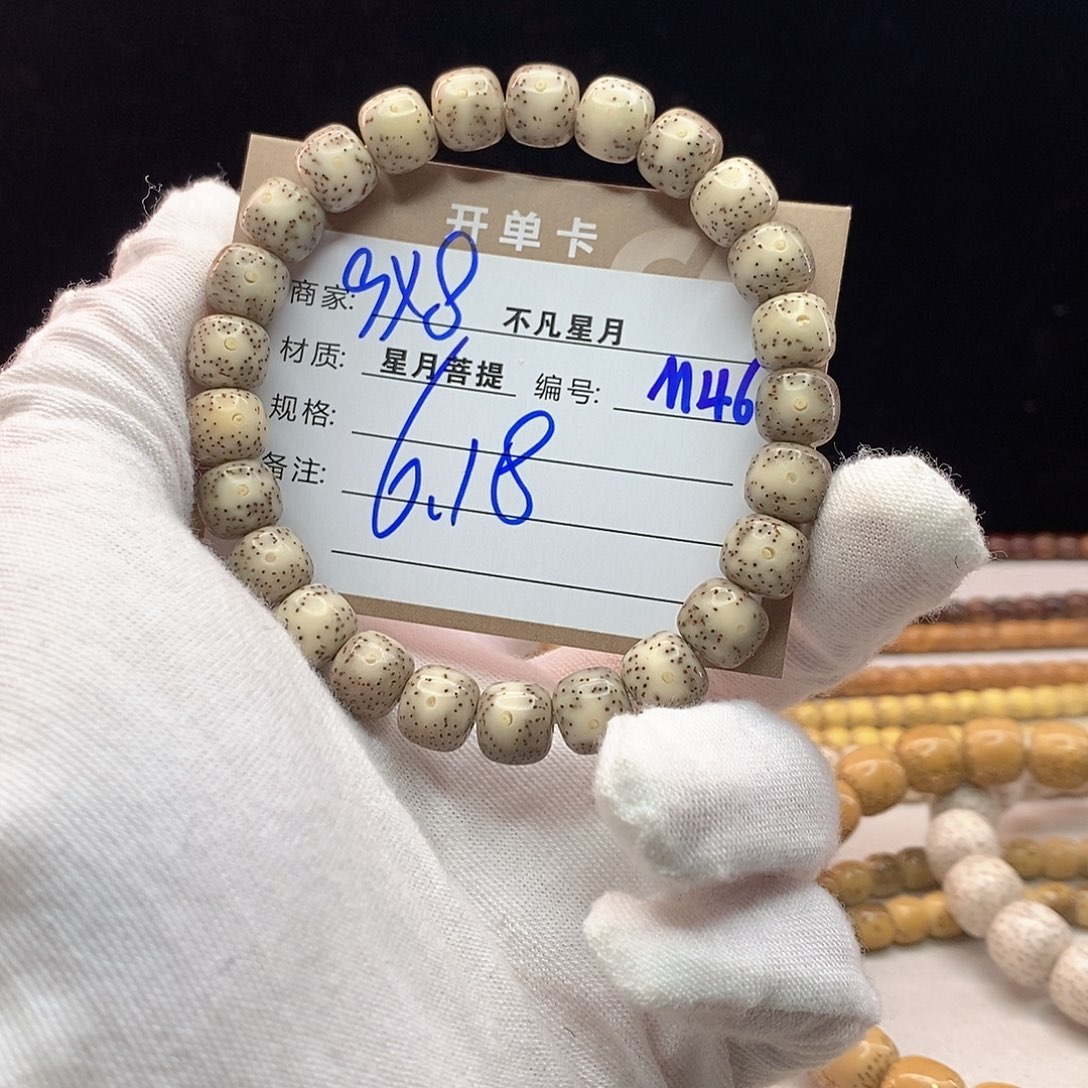 开单卡
商家: 9X8 不凡星月
材质: 星月菩提 编号: M46
规格:
备注: 6.18